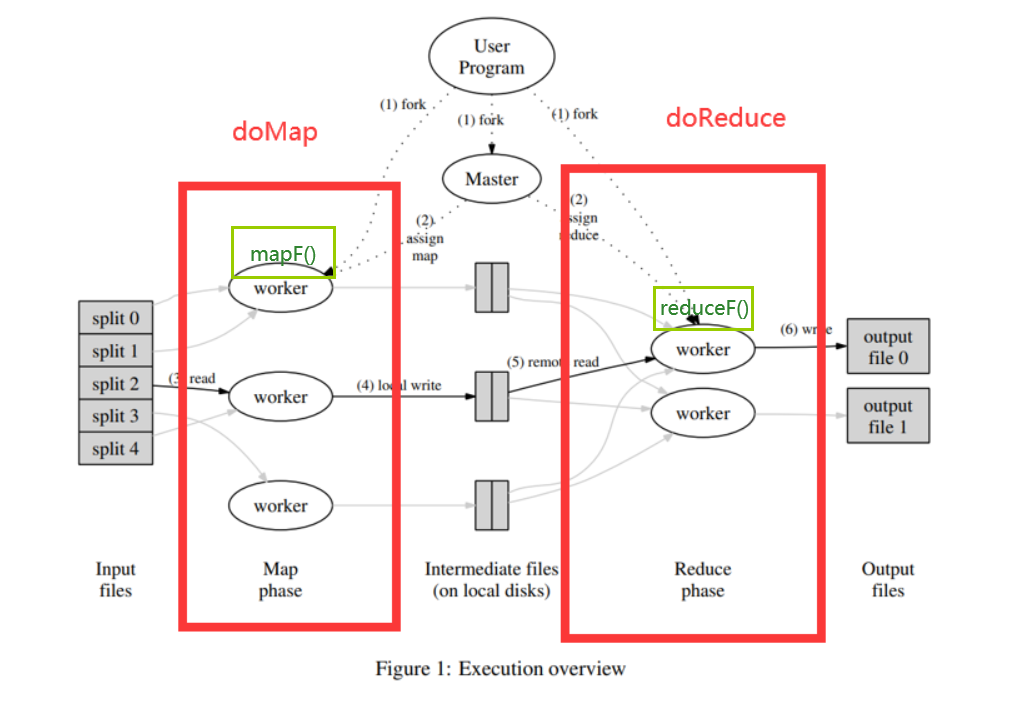 User
Program
(1) fork
(1) fork
(1) fork
doMap
doReduce
Master
(2)
assign
map
(2)
assign
reduce
mapF()
worker
reduceF()
split 0
split 1
split 2
split 3
split 4
(3) read
worker
(4) local write
(5) remote read
worker
worker
(6) write
output
file 0
output
file 1
worker
Input
files
Map
phase
Intermediate files
(on local disks)
Reduce
phase
Output
files
Figure 1: Execution overview